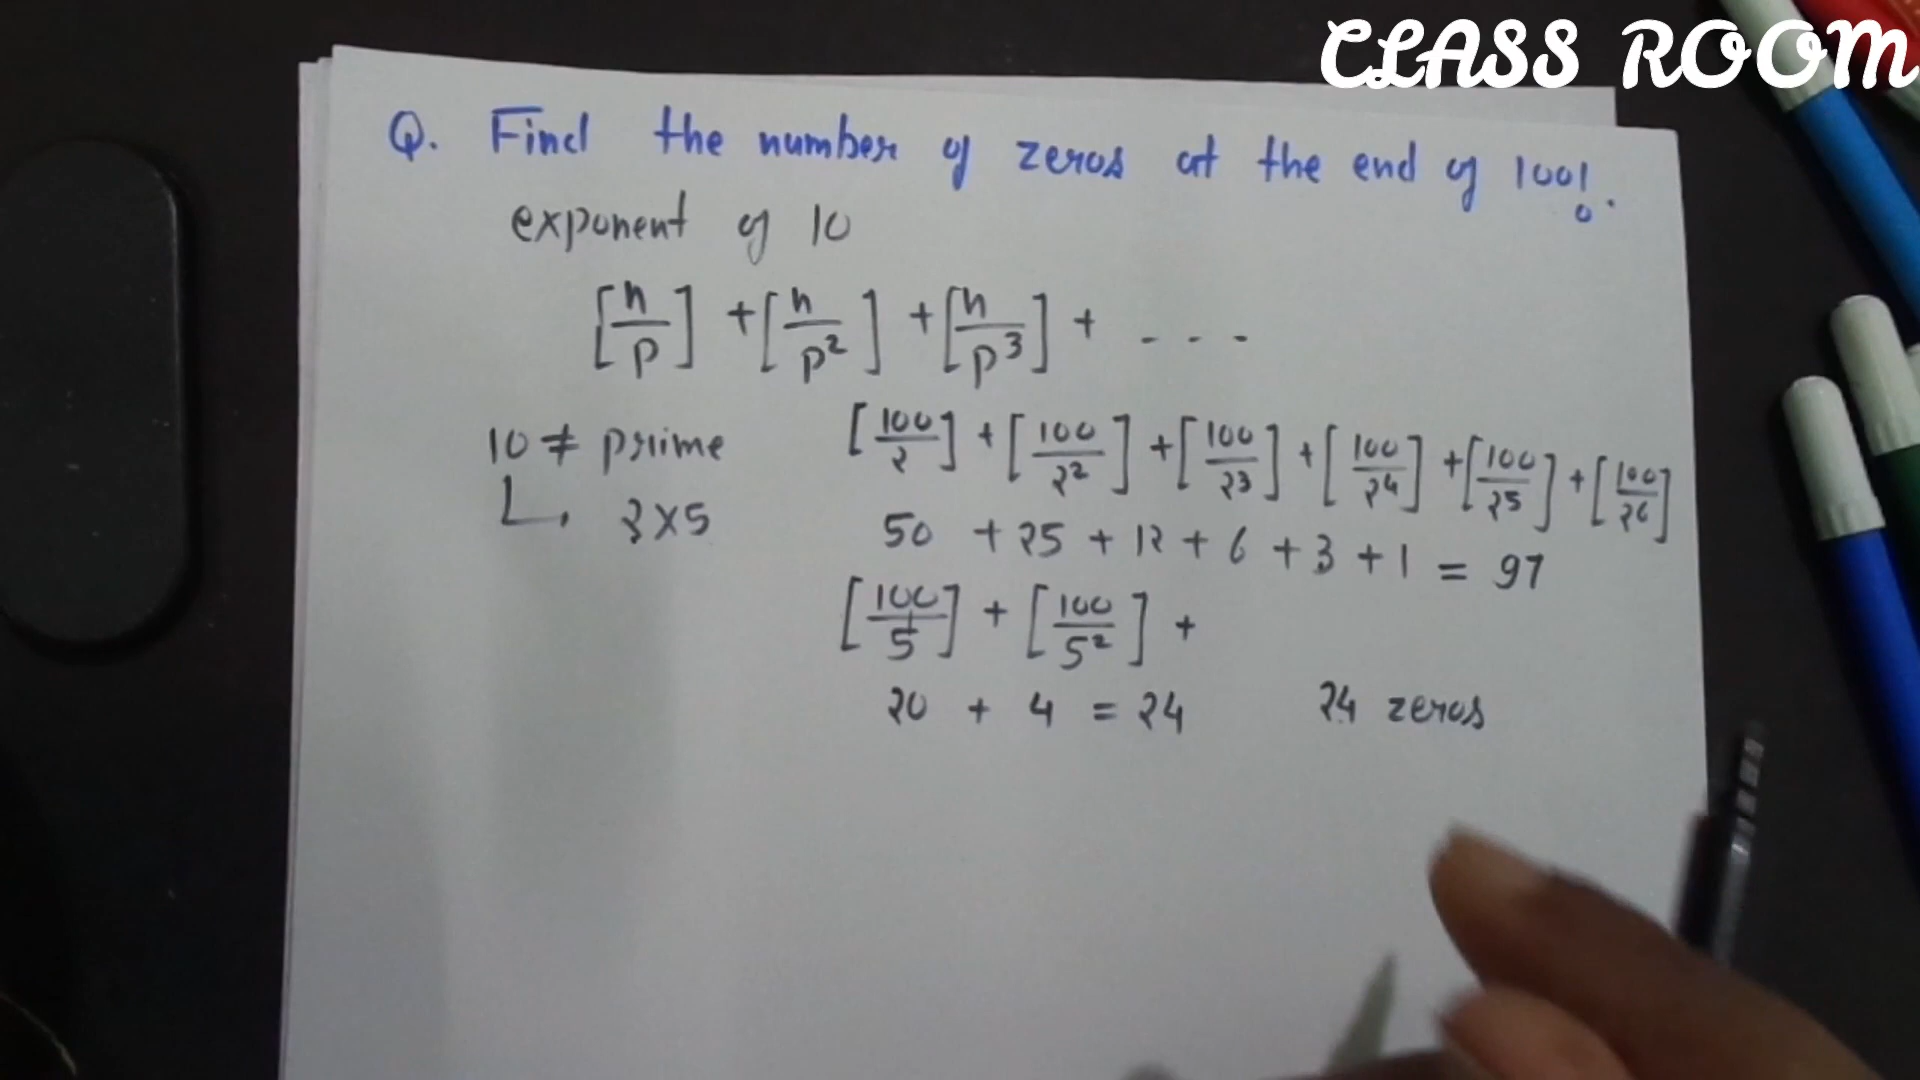 CLASS ROOM
Q. Find the number of zeros at the end of 100!.
exponent of 10
[n/p] + [n/p²] + [n/p³] + - - -
10 ≠ prime
2×5
[100/2] + [100/2²] + [100/2³] + [100/2⁴] + [100/2⁵] + [100/2⁶]
50 + 25 + 12 + 6 + 3 + 1 = 97
[100/5] + [100/5²] +
20 + 4 = 24
24 zeros